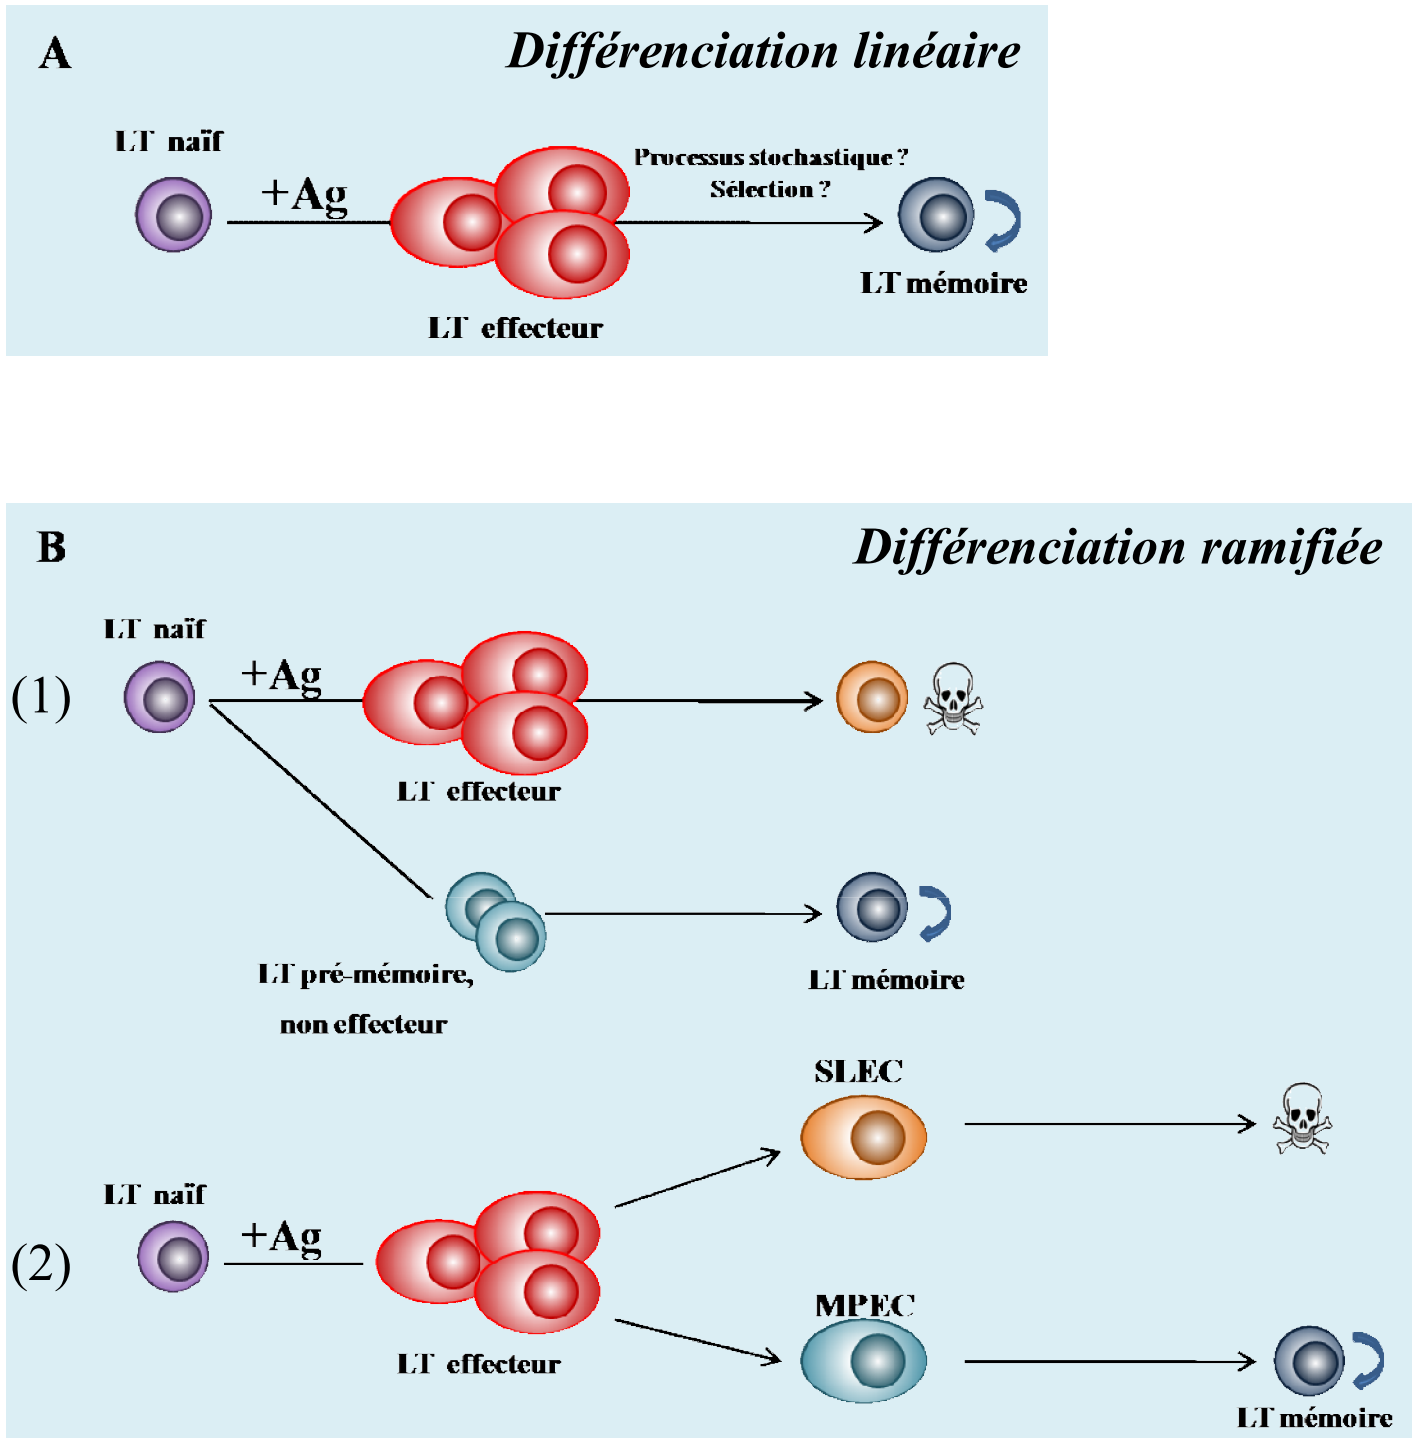 A
Différenciation linéaire
LT naïf
+Ag
Processus stochastique ?
Sélection ?
LT mémoire
LT effecteur
B
Différenciation ramifiée
LT naïf
(1)
+Ag
LT effecteur
LT pré-mémoire,
non effecteur
LT mémoire
SLEC
LT naïf
(2)
+Ag
MPEC
LT effecteur
LT mémoire